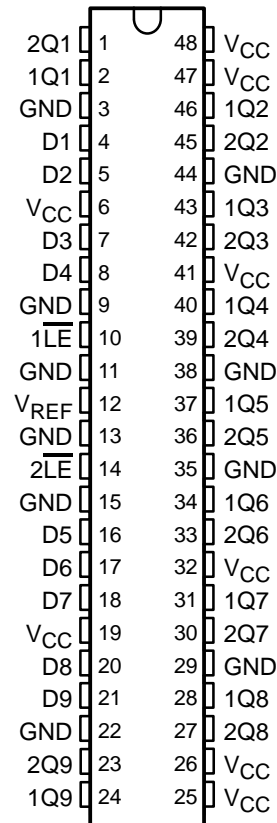 2Q1 1 48 VCC
1Q1 2 47 VCC
GND 3 46 1Q2
D1 4 45 2Q2
D2 5 44 GND
VCC 6 43 1Q3
D3 7 42 2Q3
D4 8 41 VCC
GND 9 40 1Q4
1L̅E̅ 10 39 2Q4
GND 11 38 GND
VREF 12 37 1Q5
GND 13 36 2Q5
2L̅E̅ 14 35 GND
GND 15 34 1Q6
D5 16 33 2Q6
D6 17 32 VCC
D7 18 31 1Q7
VCC 19 30 2Q7
D8 20 29 GND
D9 21 28 1Q8
GND 22 27 2Q8
2Q9 23 26 VCC
1Q9 24 25 VCC